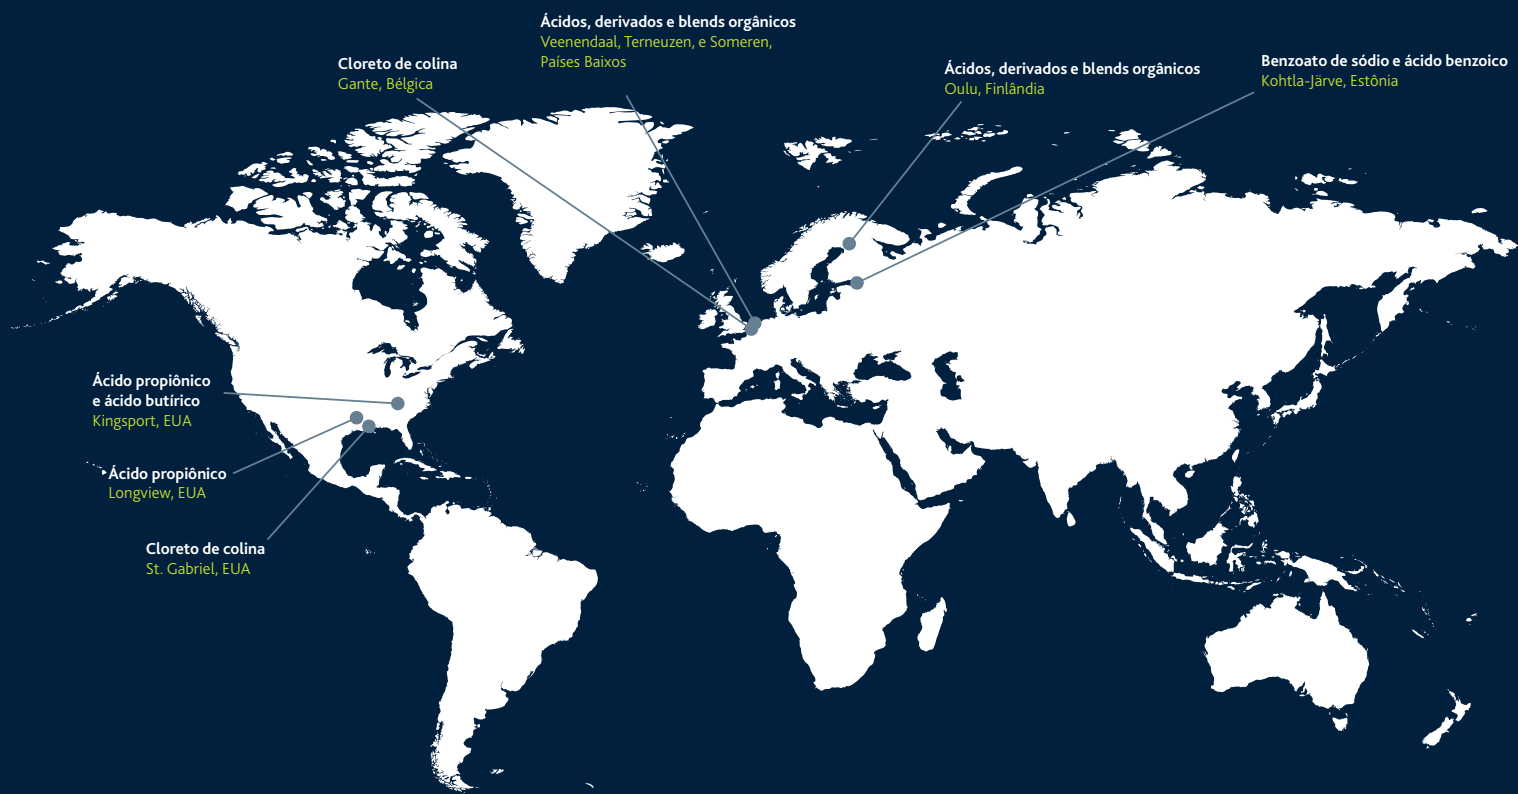 Ácidos, derivados e blends orgânicos
Veenendaal, Terneuzen, e Someren,
Países Baixos
Cloreto de colina
Gante, Bélgica
Ácidos, derivados e blends orgânicos
Oulu, Finlândia
Benzoato de sódio e ácido benzoico
Kohtla-Järve, Estônia
Ácido propiônico
e ácido butírico
Kingsport, EUA
Ácido propiônico
Longview, EUA
Cloreto de colina
St. Gabriel, EUA